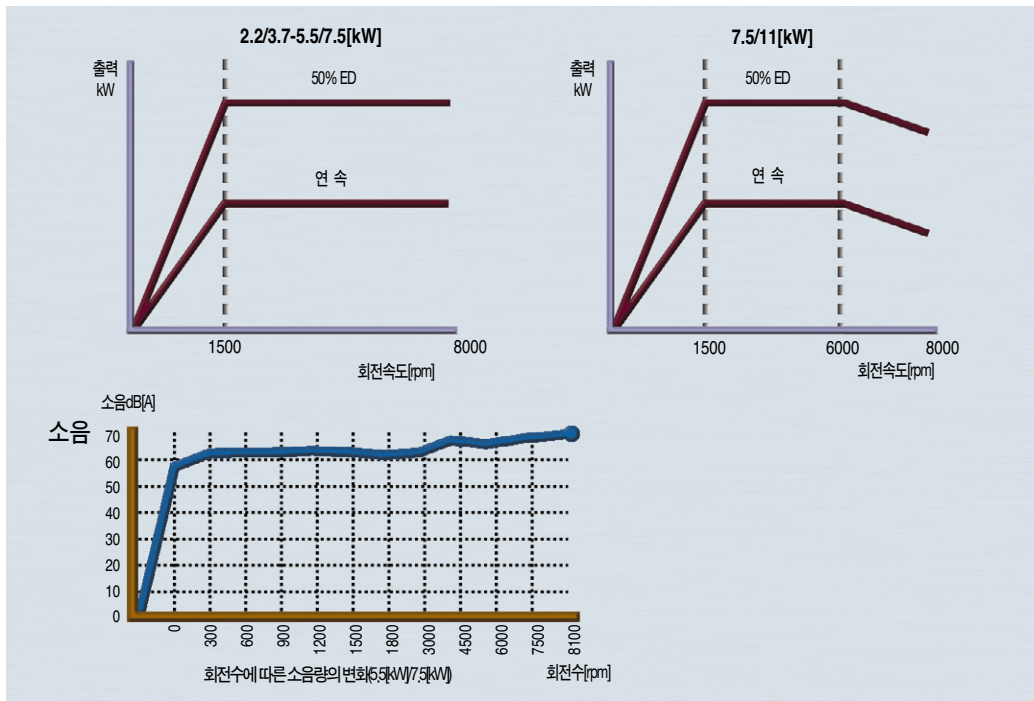 2.2/3.7-5.5/7.5[kW]
출력
kW
50% ED
연 속
1500
8000
회전속도[rpm]
7.5/11[kW]
출력
kW
50% ED
연 속
1500
6000
8000
회전속도[rpm]
소음dB[A]
소음
70
60
50
40
30
20
10
0
0
300
600
900
1200
1500
1800
3000
4500
6000
7500
8100
회전수에 따른 소음량의 변화(5.5[kW]/7.5[kW])
회전수[rpm]